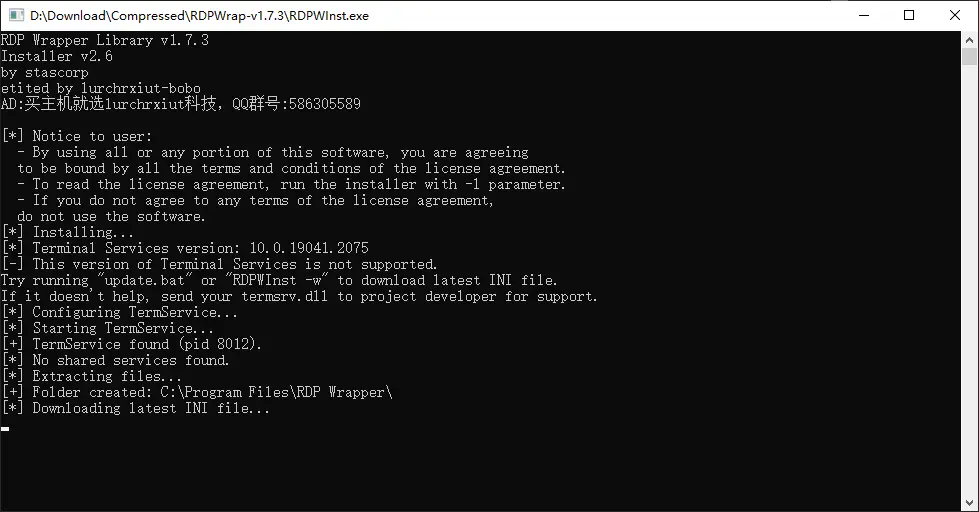 D:\Download\Compressed\RDPWrap-v1.7.3\RDPWInst.exe
RDP Wrapper Library v1.7.3
Installer v2.6
by stascorp
etited by lurchrxiut-bobo
AD:买主机就选lurchrxiut科技，QQ群号:586305589
[*] Notice to user:
- By using all or any portion of this software, you are agreeing
to be bound by all the terms and conditions of the license agreement.
- To read the license agreement, run the installer with -l parameter.
- If you do not agree to any terms of the license agreement,
do not use the software.
[*] Installing...
[*] Terminal Services version: 10.0.19041.2075
[-] This version of Terminal Services is not supported.
Try running "update.bat" or "RDPWInst -w" to download latest INI file.
If it doesn't help, send your termsrv.dll to project developer for support.
[*] Configuring TermService...
[*] Starting TermService...
[+] TermService found (pid 8012).
[*] No shared services found.
[*] Extracting files...
[+] Folder created: C:\Program Files\RDP Wrapper\
[*] Downloading latest INI file...